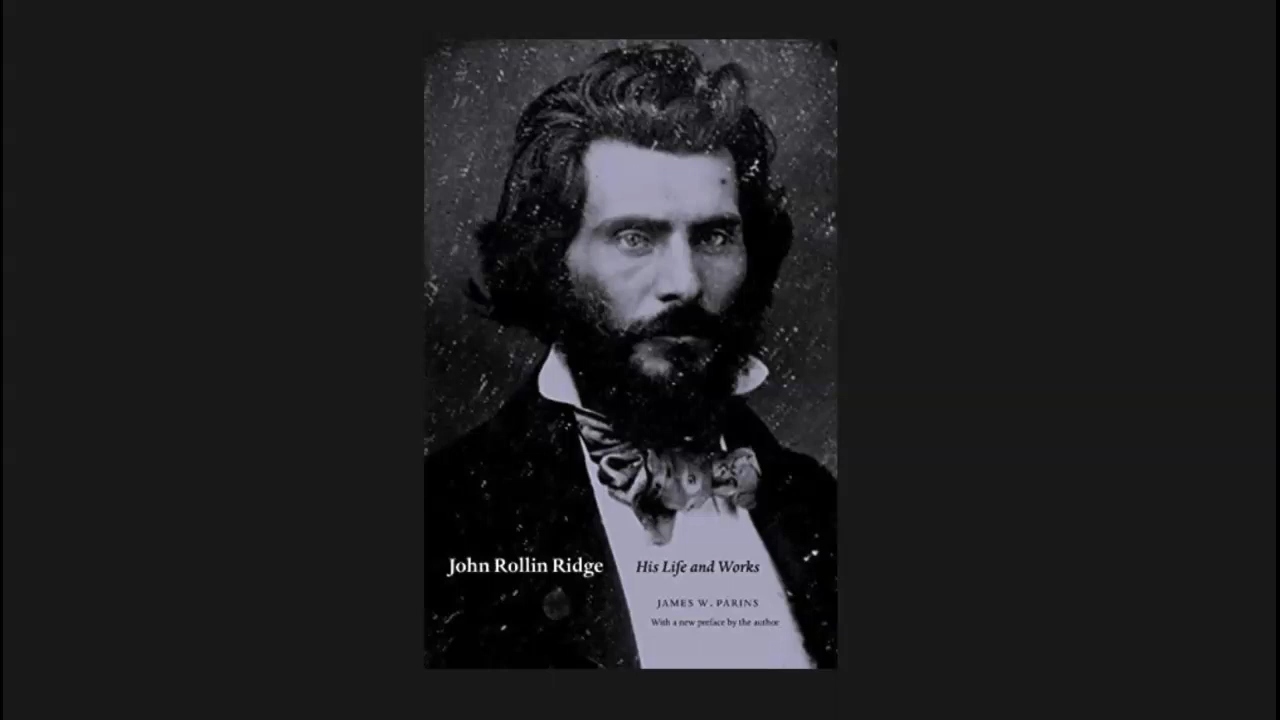 John Rollin Ridge
His Life and Works
JAMES W. PARINS
With a new preface by the author